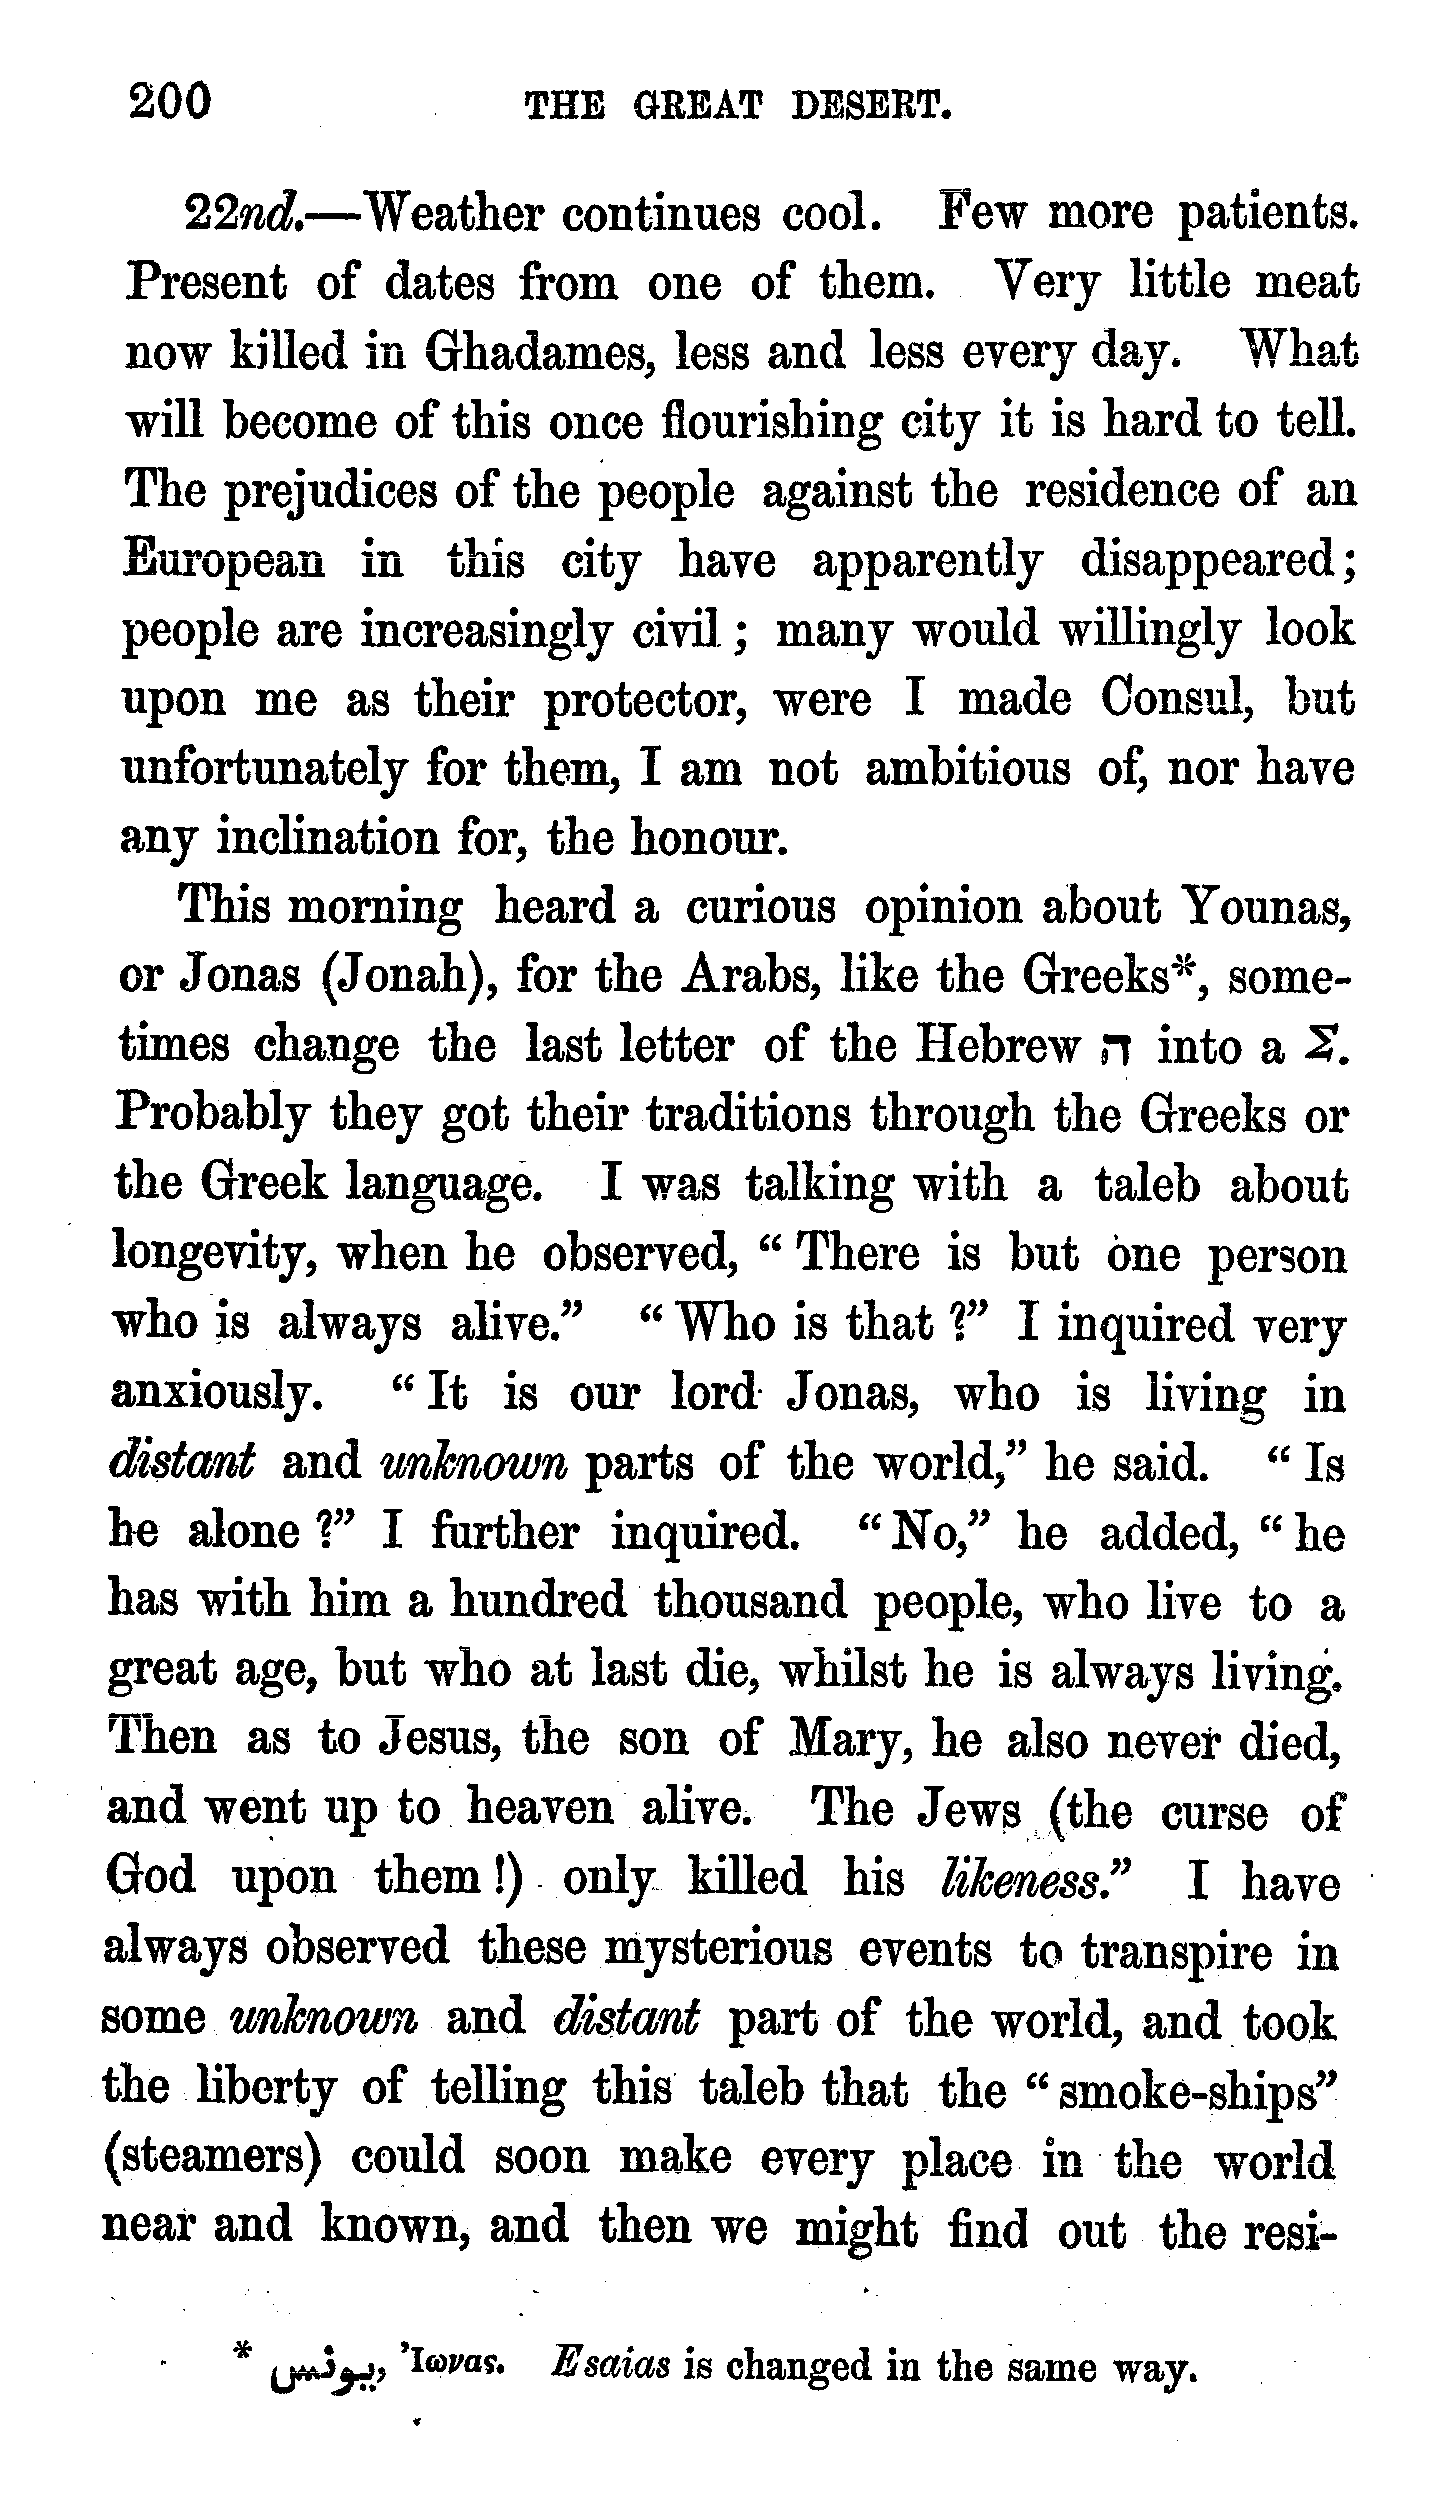 200 THE GREAT DESERT.
22nd.—Weather continues cool. Few more patients.
Present of dates from one of them. Very little meat
now killed in Ghadames, less and less every day. What
will become of this once flourishing city it is hard to tell.
The prejudices of the people against the residence of an
European in this city have apparently disappeared;
people are increasingly civil; many would willingly look
upon me as their protector, were I made Consul, but
unfortunately for them, I am not ambitious of, nor have
any inclination for, the honour.
This morning heard a curious opinion about Younas,
or Jonas (Jonah), for the Arabs, like the Greeks*, some-
times change the last letter of the Hebrew ה into a Σ.
Probably they got their traditions through the Greeks or
the Greek language. I was talking with a taleb about
longevity, when he observed, “There is but one person
who is always alive.” “Who is that?” I inquired very
anxiously. “It is our lord Jonas, who is living in
distant and unknown parts of the world,” he said. “Is
he alone?” I further inquired. “No,” he added, “he
has with him a hundred thousand people, who live to a
great age, but who at last die, whilst he is always living.
Then as to Jesus, the son of Mary, he also never died,
and went up to heaven alive. The Jews (the curse of
God upon them!) only killed his likeness.” I have
always observed these mysterious events to transpire in
some unknown and distant part of the world, and took
the liberty of telling this taleb that the “smoke-ships”
(steamers) could soon make every place in the world
near and known, and then we might find out the resi-
* يونس, Ἰωνας. Esaias is changed in the same way.